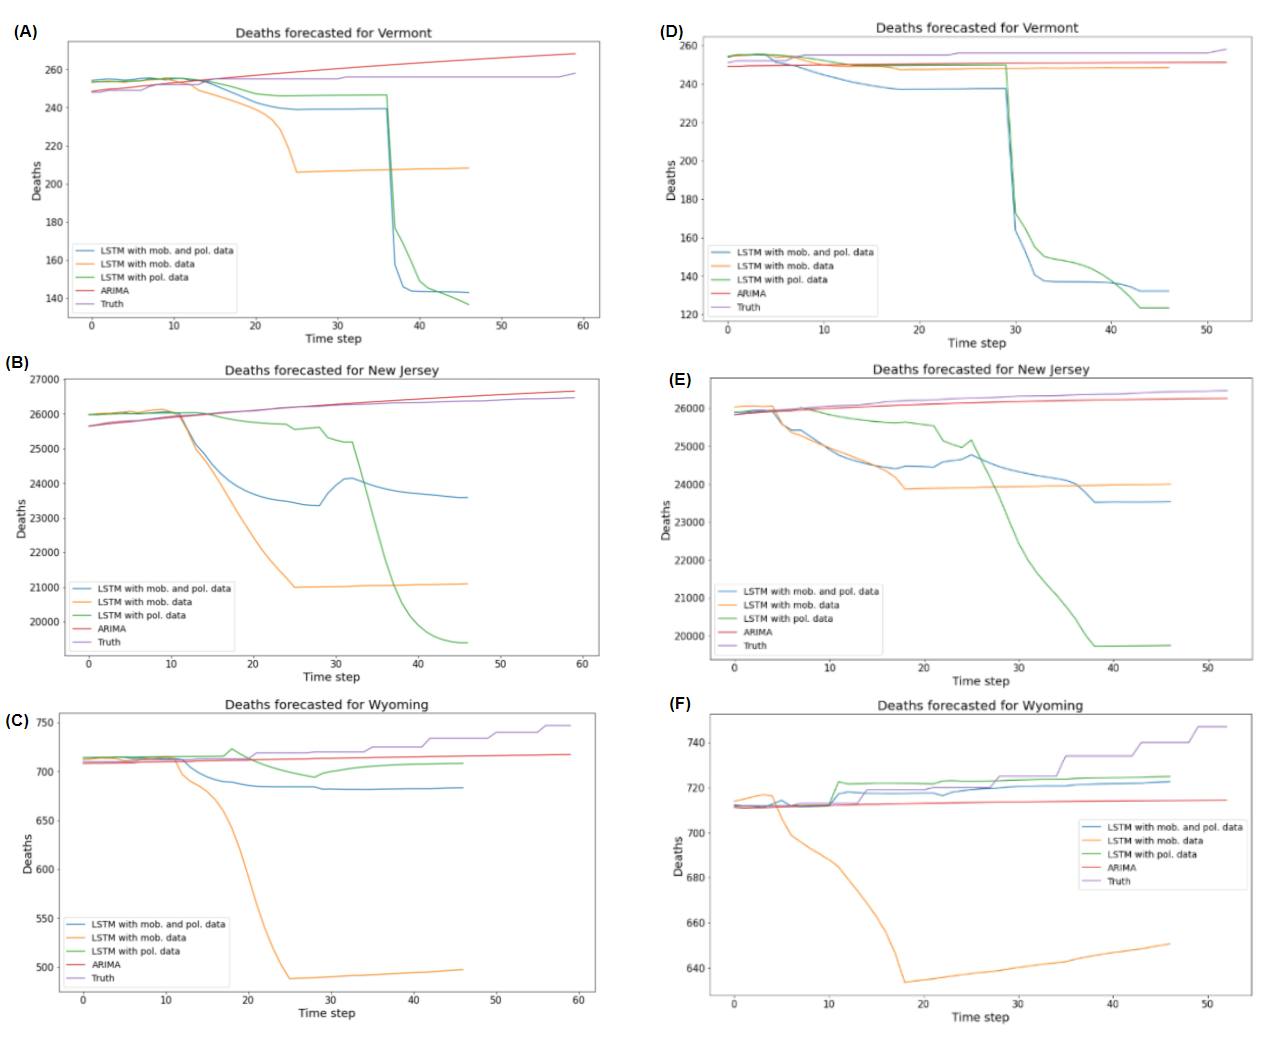 (A)
Deaths forecasted for Vermont
Deaths
260
240
220
200
180
160
140
LSTM with mob. and pol. data
LSTM with mob. data
LSTM with pol. data
ARIMA
Truth
0 10 20 30 40 50 60
Time step
(D)
Deaths forecasted for Vermont
Deaths
260
240
220
200
180
160
140
120
LSTM with mob. and pol. data
LSTM with mob. data
LSTM with pol. data
ARIMA
Truth
0 10 20 30 40 50
Time step
(B)
Deaths forecasted for New Jersey
Deaths
27000
26000
25000
24000
23000
22000
21000
20000
LSTM with mob. and pol. data
LSTM with mob. data
LSTM with pol. data
ARIMA
Truth
0 10 20 30 40 50 60
Time step
(E)
Deaths forecasted for New Jersey
Deaths
26000
25000
24000
23000
22000
21000
20000
LSTM with mob. and pol. data
LSTM with mob. data
LSTM with pol. data
ARIMA
Truth
0 10 20 30 40 50
Time step
(C)
Deaths forecasted for Wyoming
Deaths
750
700
650
600
550
500
LSTM with mob. and pol. data
LSTM with mob. data
LSTM with pol. data
ARIMA
Truth
0 10 20 30 40 50 60
Time step
(F)
Deaths forecasted for Wyoming
Deaths
740
720
700
680
660
640
LSTM with mob. and pol. data
LSTM with mob. data
LSTM with pol. data
ARIMA
Truth
0 10 20 30 40 50
Time step